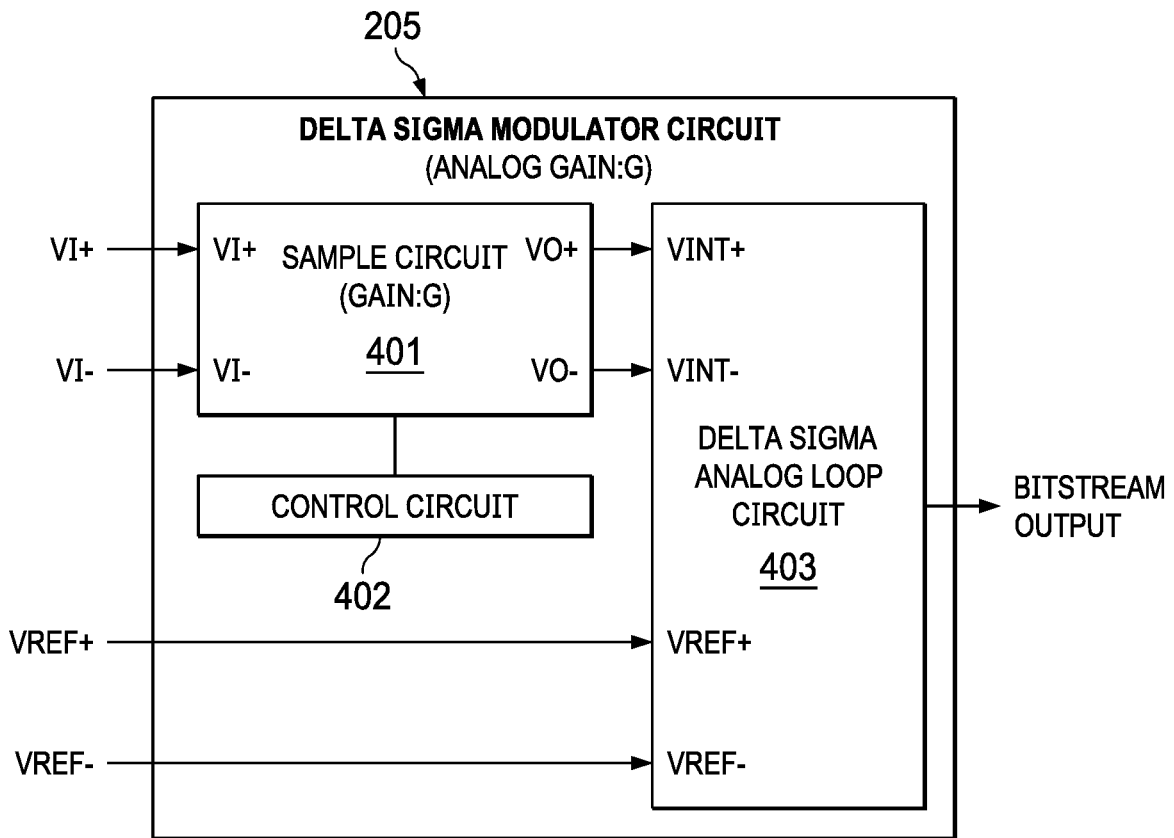 205
DELTA SIGMA MODULATOR CIRCUIT
(ANALOG GAIN:G)
VI+
VI+
SAMPLE CIRCUIT
(GAIN:G)
401
VO+
VINT+
VI-
VI-
VO-
VINT-
CONTROL CIRCUIT
402
DELTA SIGMA
ANALOG LOOP
CIRCUIT
403
BITSTREAM
OUTPUT
VREF+
VREF+
VREF-
VREF-